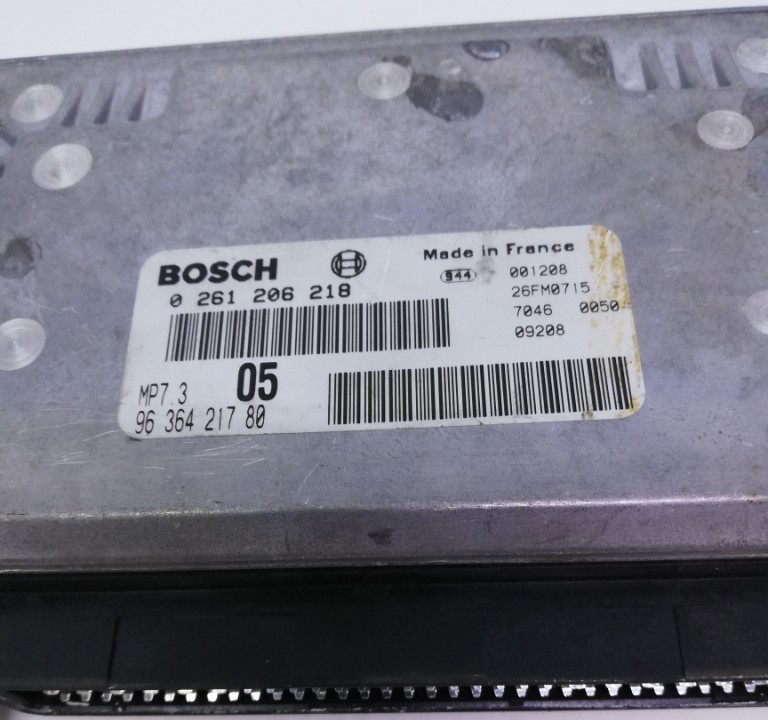 BOSCH
0 261 206 218
Made in France
S44
001208
26FM0715
7046 0050
09208
MP7.3
05
96 364 217 80